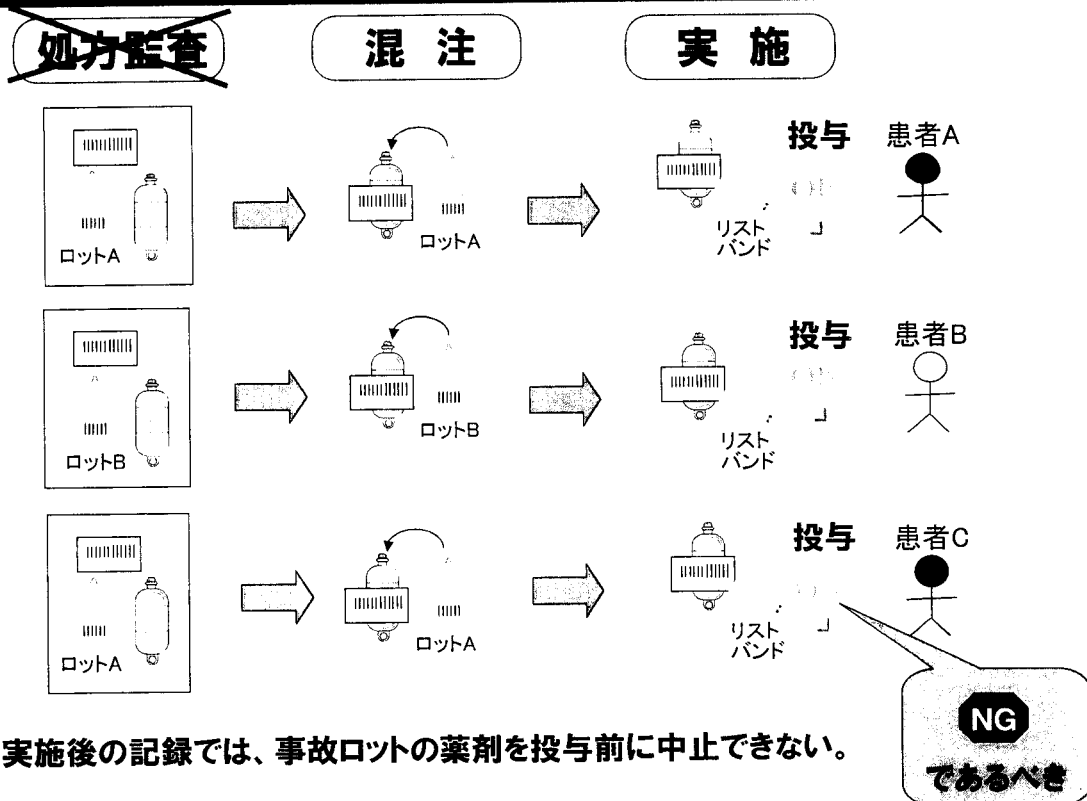 処方監査
混 注
実 施
ロットA
ロットA
投与
患者A
リスト
バンド
ロットB
ロットB
投与
患者B
リスト
バンド
ロットA
ロットA
投与
患者C
リスト
バンド
NG
であるべき
実施後の記録では、事故ロットの薬剤を投与前に中止できない。